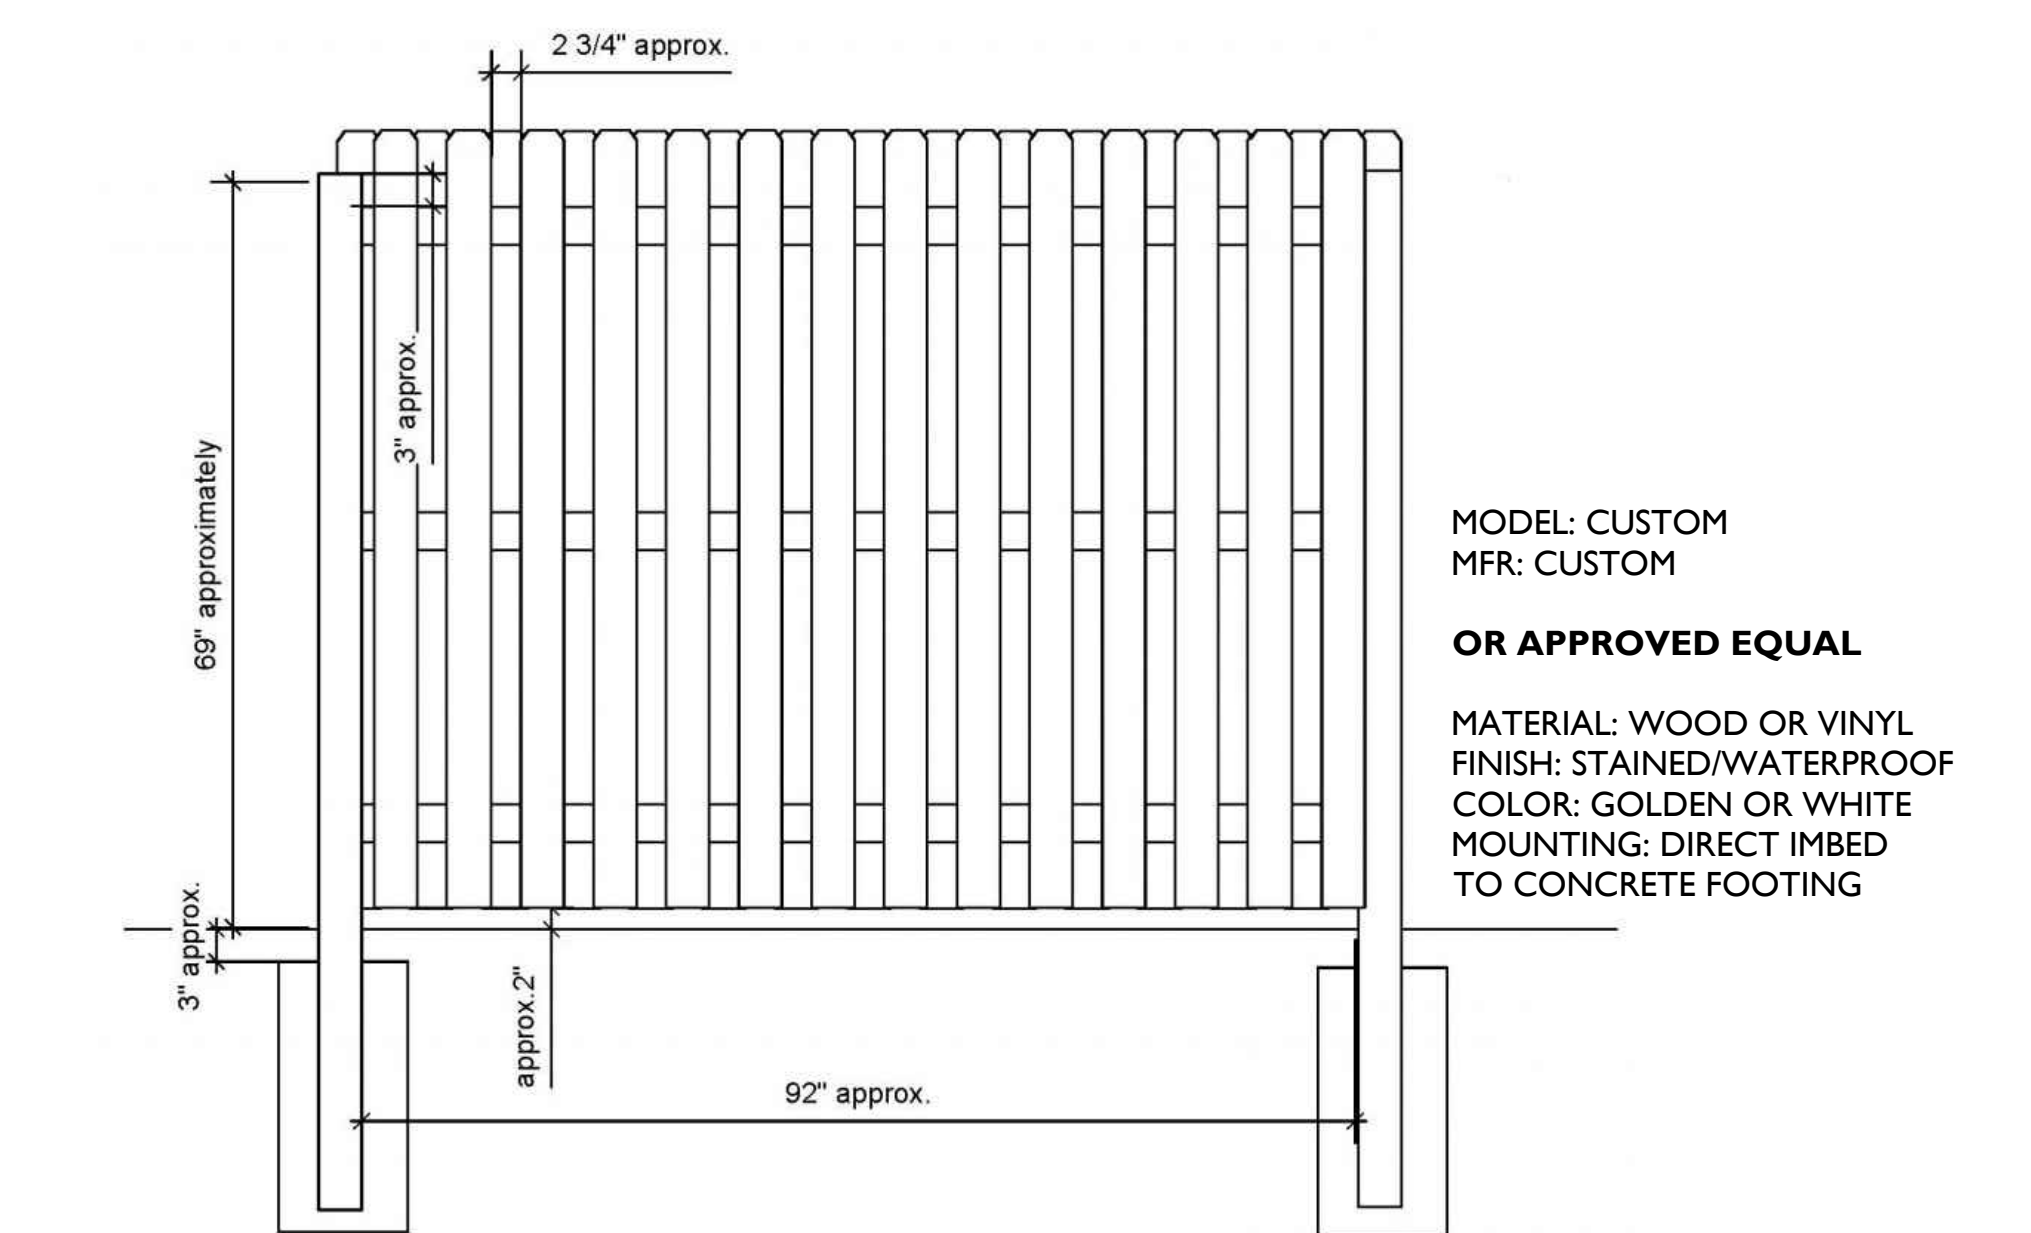 2 3/4" approx.
3" approx.
69" approximately
MODEL: CUSTOM
MFR: CUSTOM
OR APPROVED EQUAL
MATERIAL: WOOD OR VINYL
FINISH: STAINED/WATERPROOF
COLOR: GOLDEN OR WHITE
MOUNTING: DIRECT IMBED
TO CONCRETE FOOTING
3" approx.
approx.2"
92" approx.